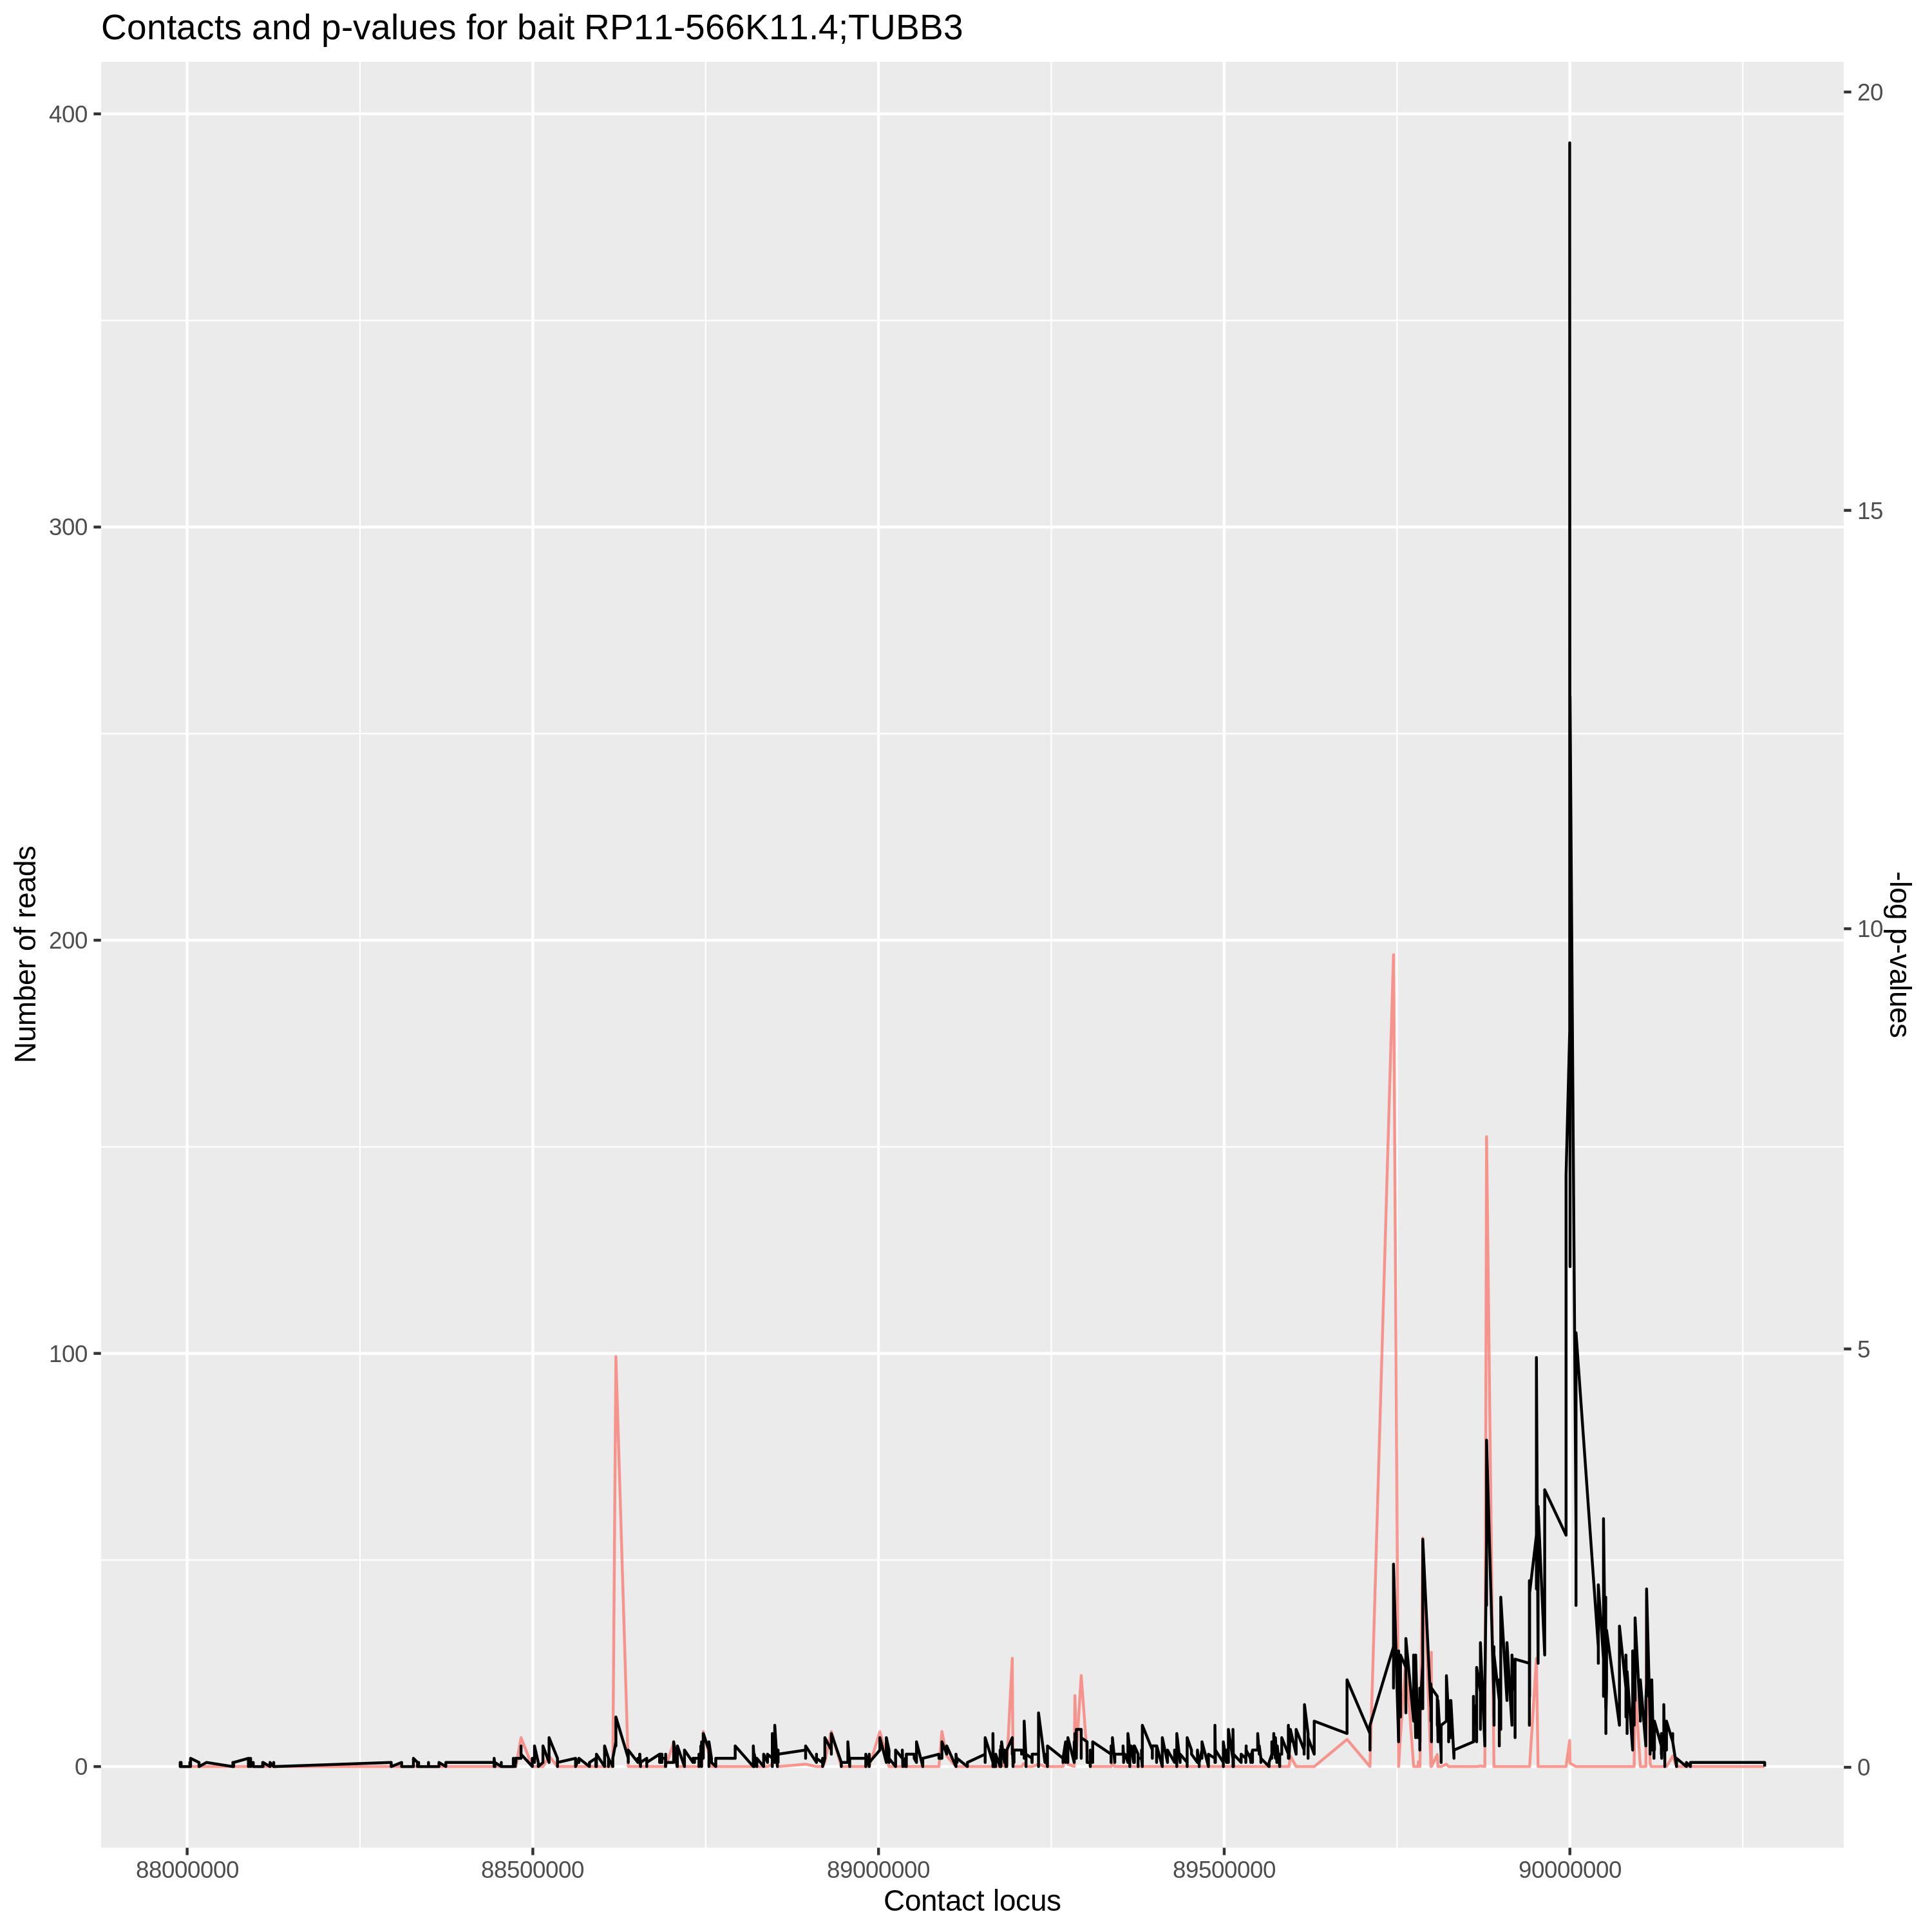 Contacts and p-values for bait RP11-566K11.4;TUBB3
400
300
200
100
0
Number of reads
20
15
10
5
0
-log p-values
88000000 88500000 89000000 89500000 90000000
Contact locus